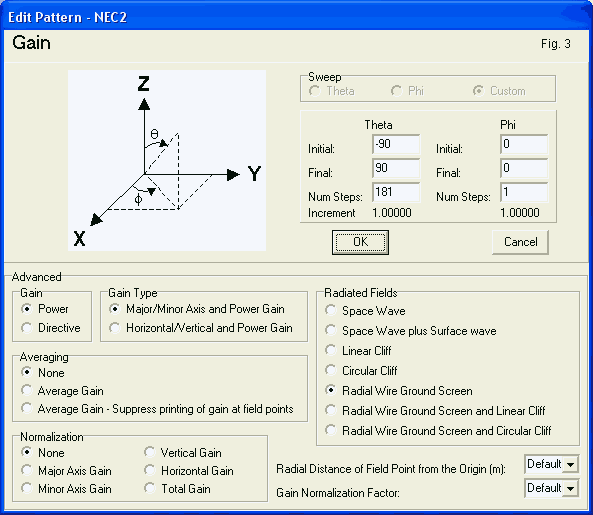 Edit Pattern - NEC2
Gain
Fig. 3
Z
θ
Y
ϕ
X
Sweep
Theta Phi Custom
Theta Phi
Initial: -90 Initial: 0
Final: 90 Final: 0
Num Steps: 181 Num Steps: 1
Increment 1.00000 1.00000
OK Cancel
Advanced
Gain
Power
Directive
Gain Type
Major/Minor Axis and Power Gain
Horizontal/Vertical and Power Gain
Averaging
None
Average Gain
Average Gain - Suppress printing of gain at field points
Normalization
None Vertical Gain
Major Axis Gain Horizontal Gain
Minor Axis Gain Total Gain
Radiated Fields
Space Wave
Space Wave plus Surface wave
Linear Cliff
Circular Cliff
Radial Wire Ground Screen
Radial Wire Ground Screen and Linear Cliff
Radial Wire Ground Screen and Circular Cliff
Radial Distance of Field Point from the Origin (m): Default
Gain Normalization Factor: Default